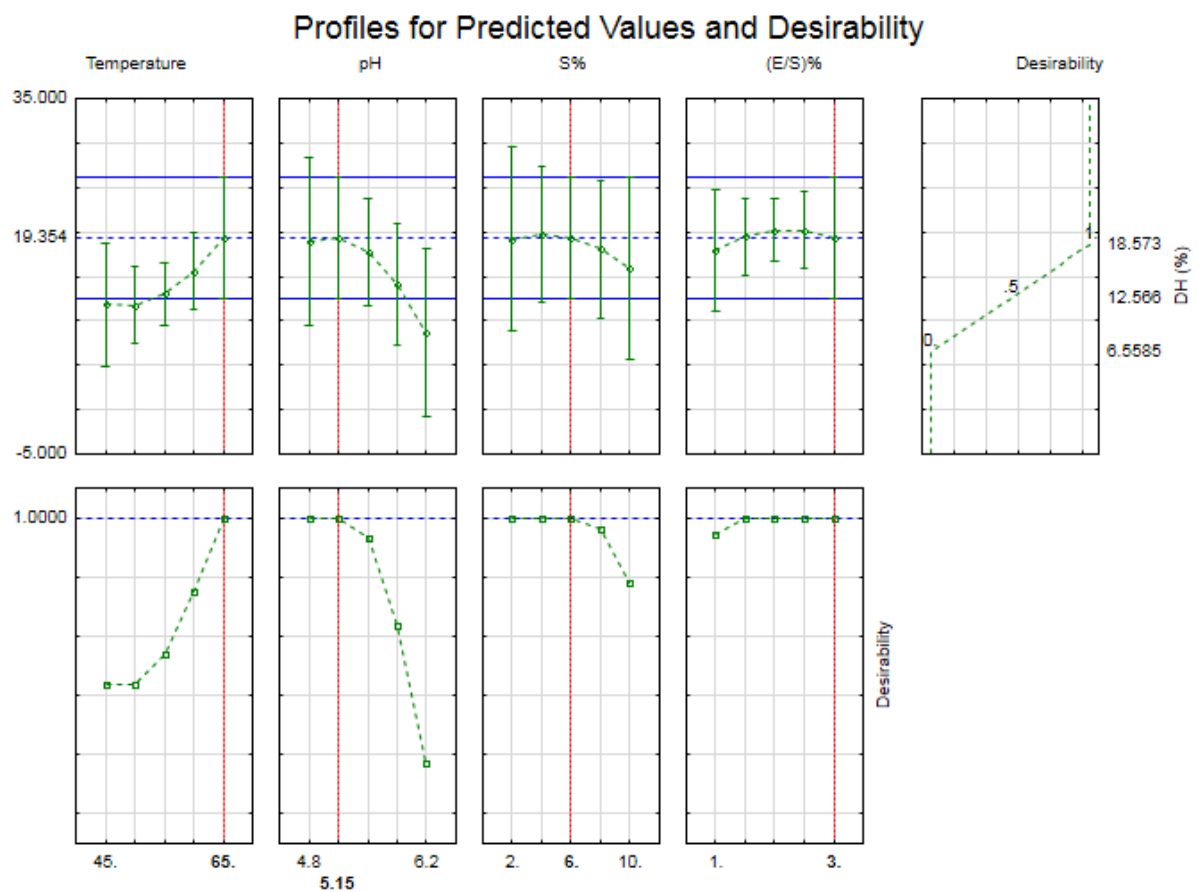 Profiles for Predicted Values and Desirability
Temperature pH S% (E/S)% Desirability
35.000
19.354
-5.000
1.
18.573
.5
12.566
0.
6.5585
DH (%)
1.0000
Desirability
45. 65. 4.8 6.2 2. 6. 10. 1. 3.
5.15